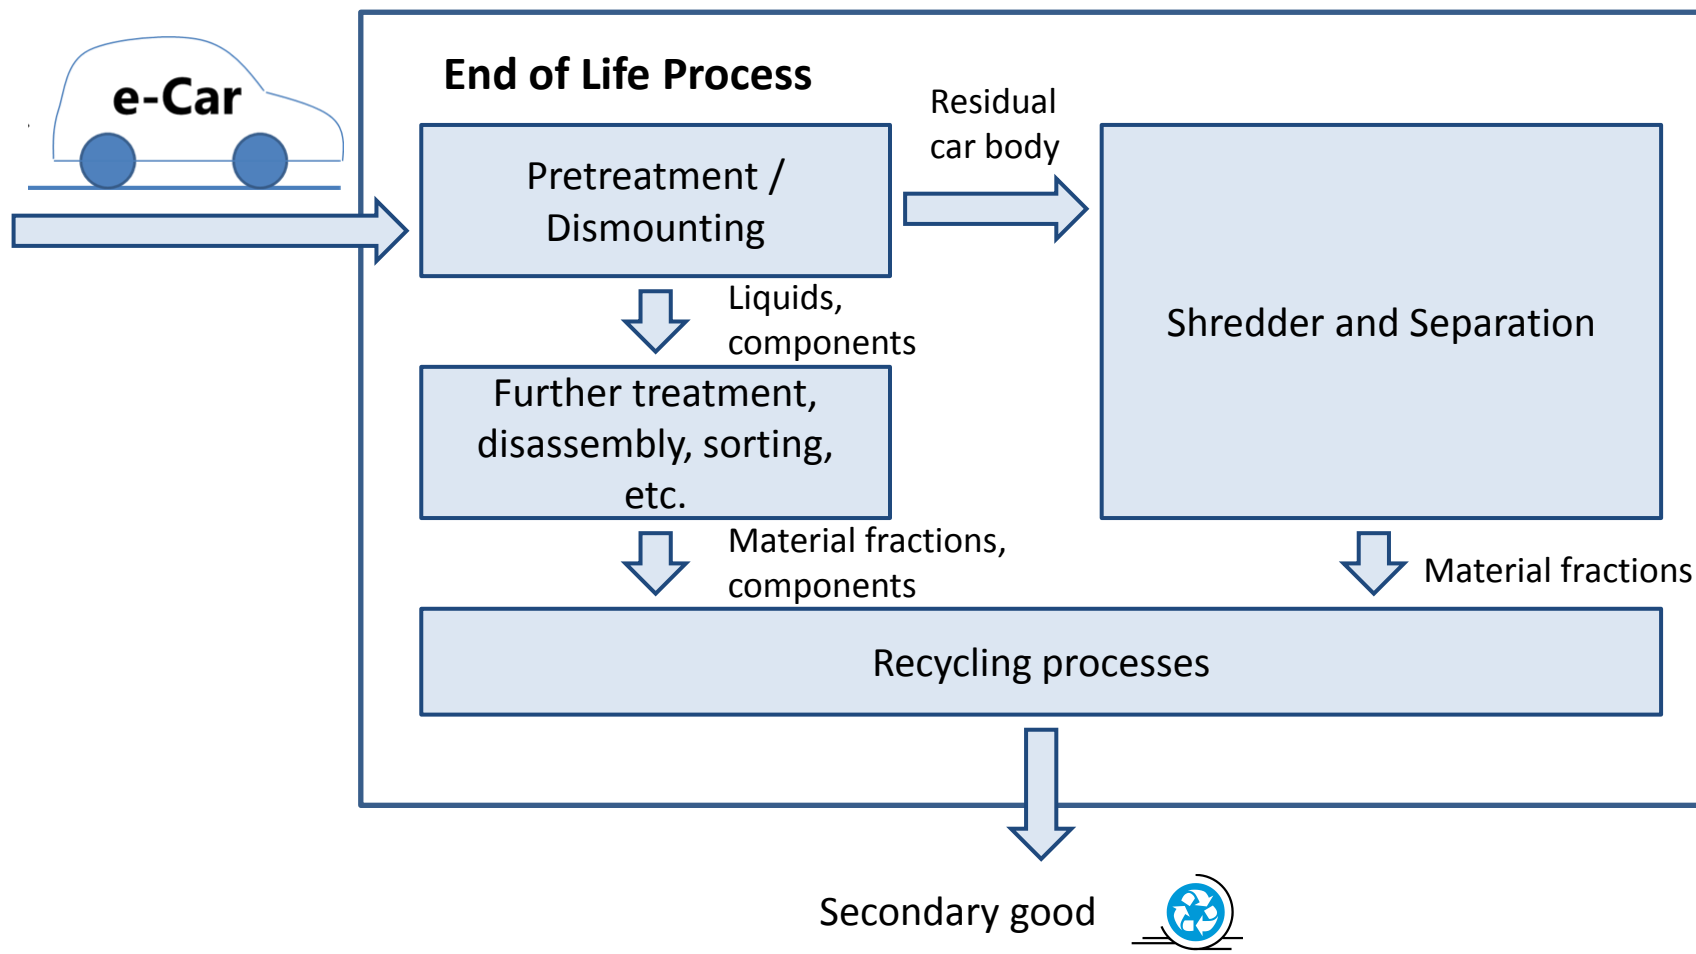 e-Car
End of Life Process
Residual
car body
Pretreatment /
Dismounting
Liquids,
components
Shredder and Separation
Further treatment,
disassembly, sorting,
etc.
Material fractions,
components
Material fractions
Recycling processes
Secondary good